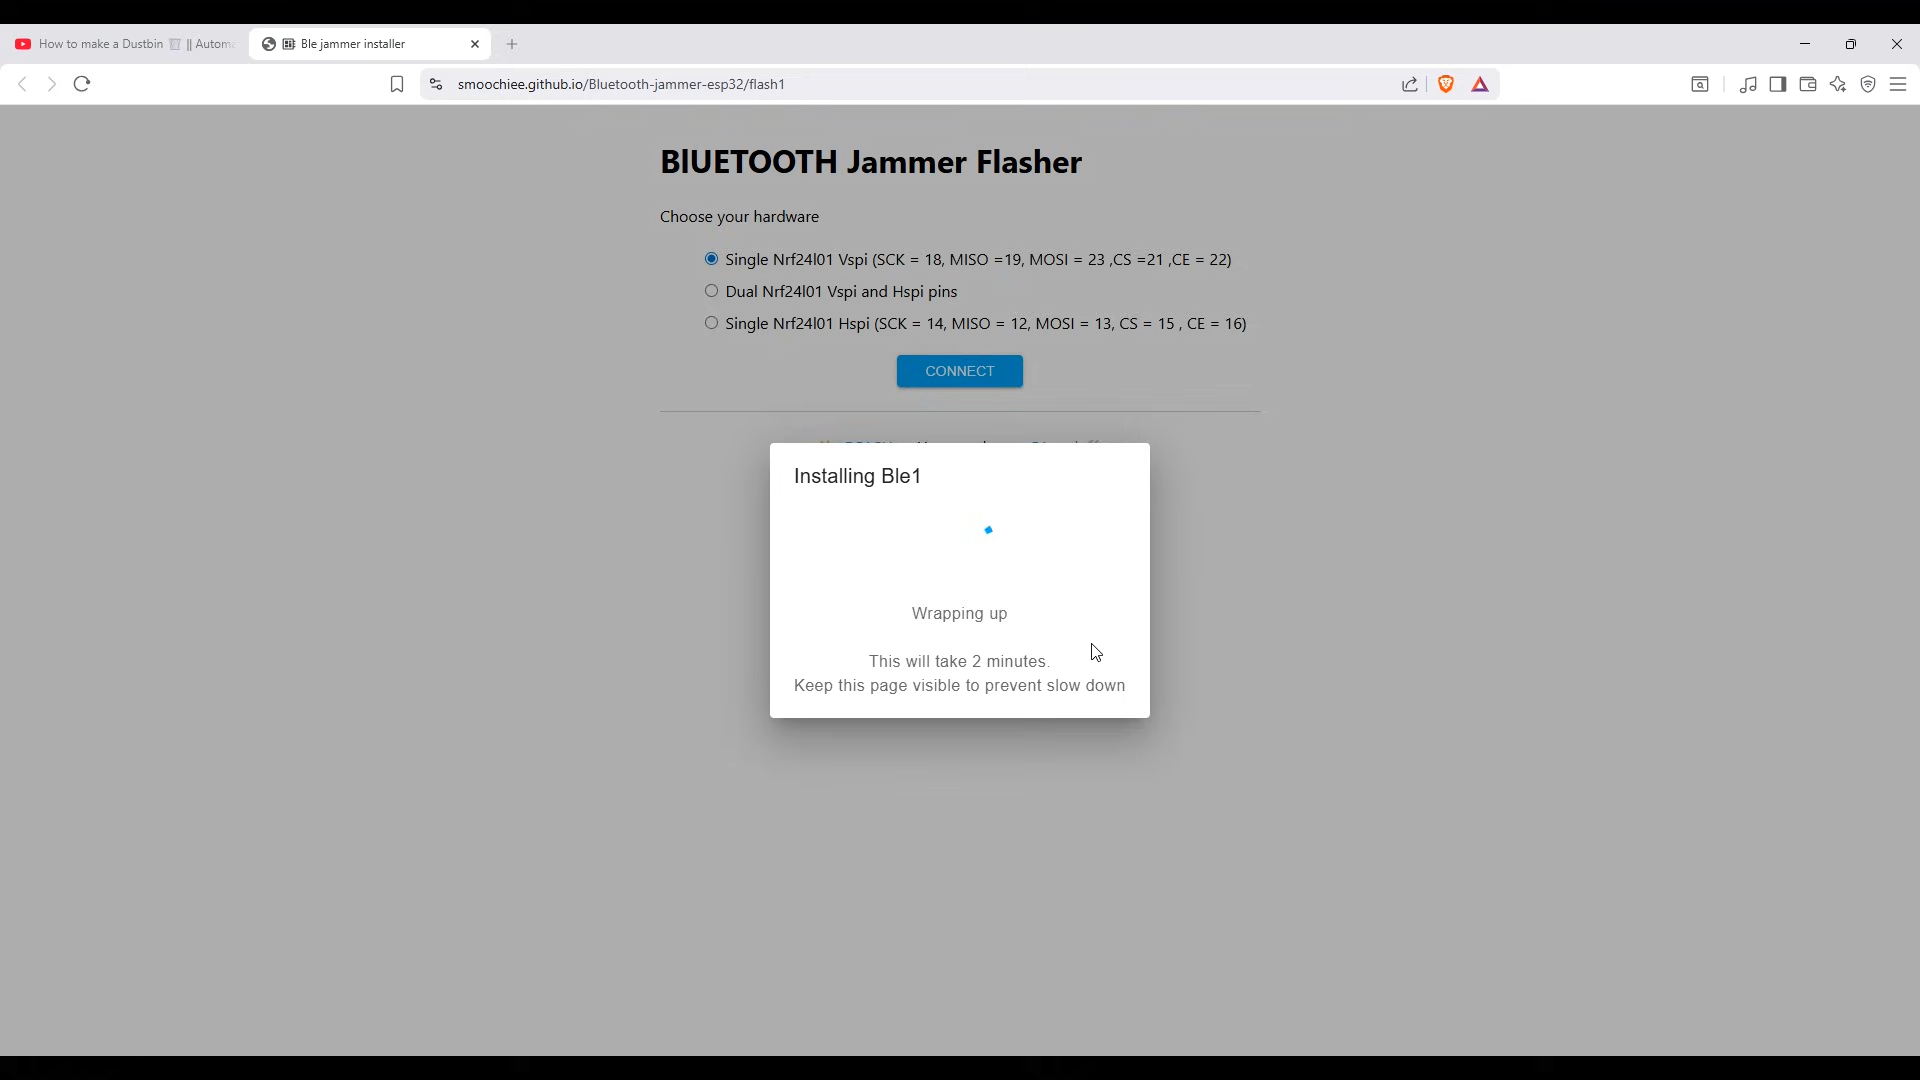 How to make a Dustbin 🗑️ || Autom
Ble jammer installer
smoochiee.github.io/Bluetooth-jammer-esp32/flash1
BlUETOOTH Jammer Flasher
Choose your hardware
Single Nrf24l01 Vspi (SCK = 18, MISO =19, MOSI = 23 ,CS =21 ,CE = 22)
Dual Nrf24l01 Vspi and Hspi pins
Single Nrf24l01 Hspi (SCK = 14, MISO = 12, MOSI = 13, CS = 15 , CE = 16)
CONNECT
Installing Ble1
Wrapping up
This will take 2 minutes.
Keep this page visible to prevent slow down